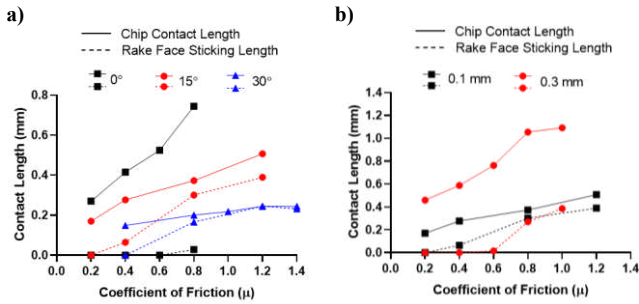 a)
Chip Contact Length
Rake Face Sticking Length
0° 15° 30°
0.8
0.6
0.4
0.2
0.0
Contact Length (mm)
0.0 0.2 0.4 0.6 0.8 1.0 1.2 1.4
Coefficient of Friction (μ)
b)
Chip Contact Length
Rake Face Sticking Length
0.1 mm 0.3 mm
1.4
1.2
1.0
0.8
0.6
0.4
0.2
0.0
Contact Length (mm)
0.0 0.2 0.4 0.6 0.8 1.0 1.2 1.4
Coefficient of Friction (μ)